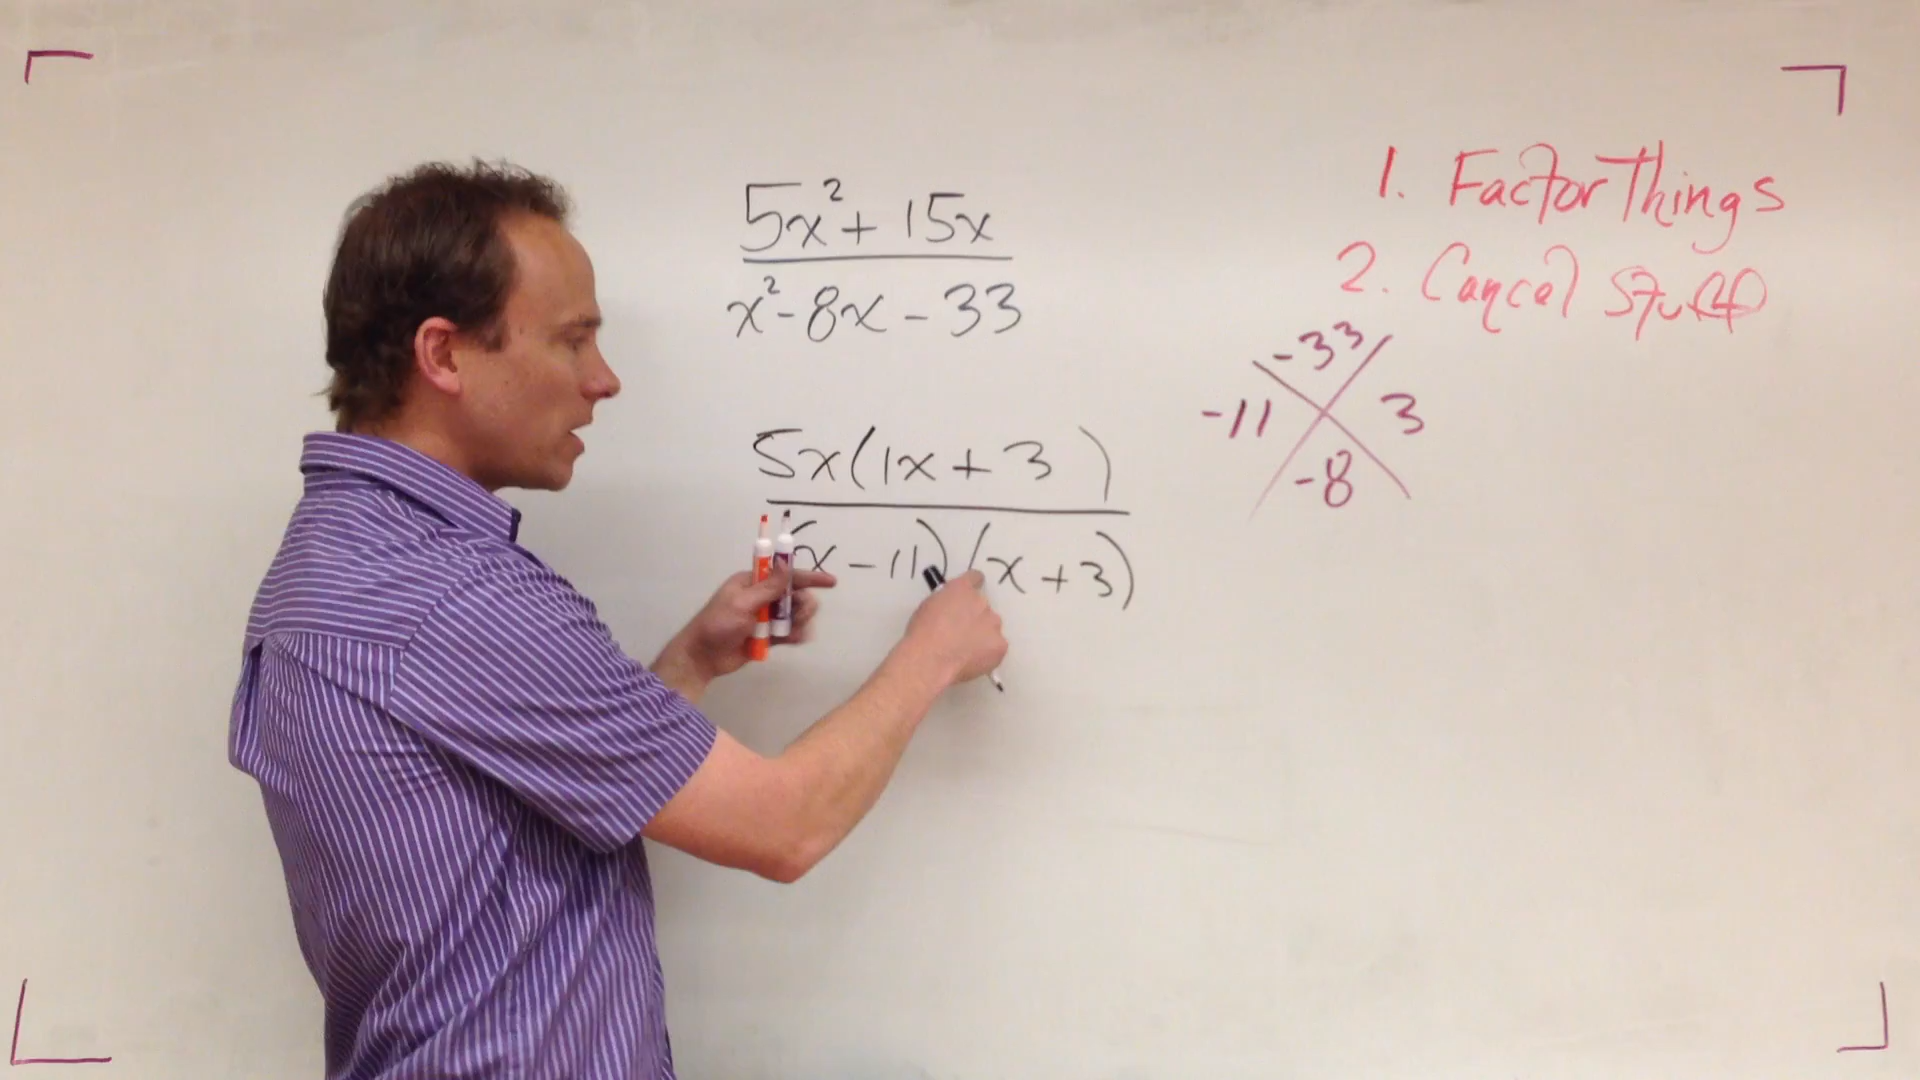 5x²+ 15x
x²-8x-33
5x(1x+3)
(x-11)(x+3)
1. Factor Things
2. Cancel Stuff
-33
-11 3
-8